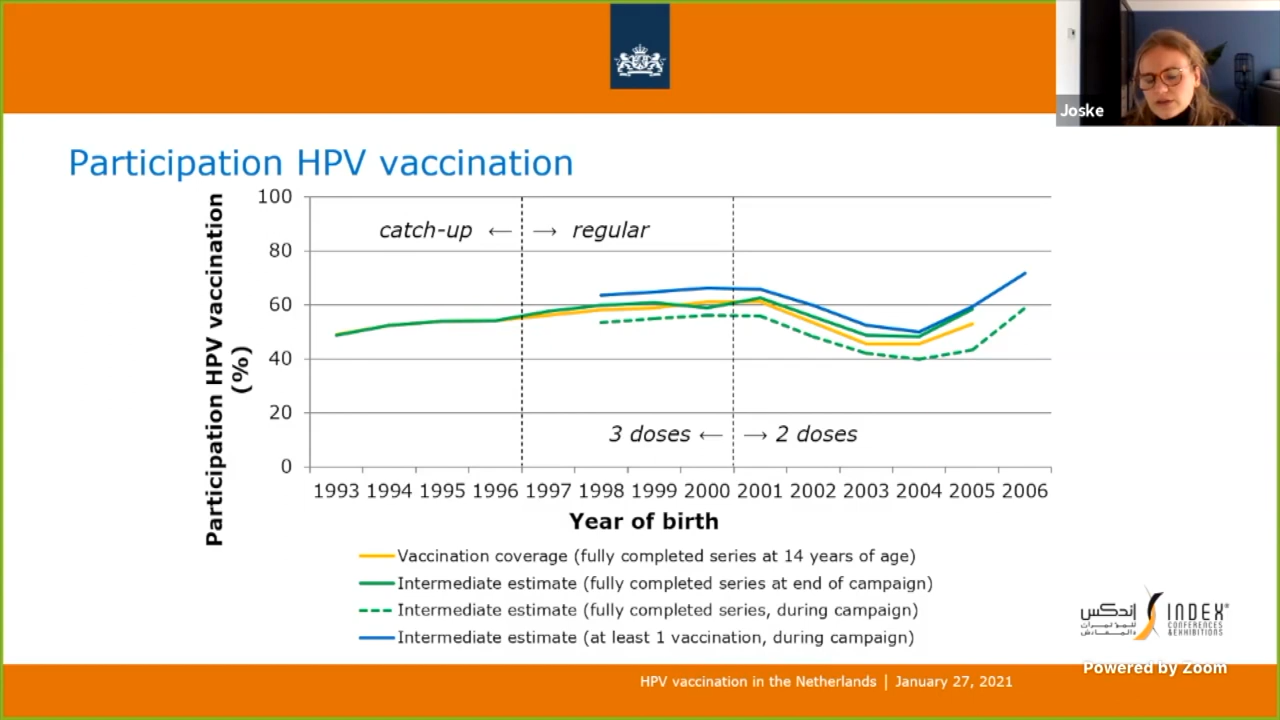 Joske
Participation HPV vaccination
Participation HPV vaccination
(%)
100
80
60
40
20
0
catch-up ← → regular
3 doses ← → 2 doses
1993 1994 1995 1996 1997 1998 1999 2000 2001 2002 2003 2004 2005 2006
Year of birth
Vaccination coverage (fully completed series at 14 years of age)
Intermediate estimate (fully completed series at end of campaign)
Intermediate estimate (fully completed series, during campaign)
Intermediate estimate (at least 1 vaccination, during campaign)
إندكس
INDEX
CONFERENCES
& EXHIBITIONS
Powered by Zoom
HPV vaccination in the Netherlands | January 27, 2021